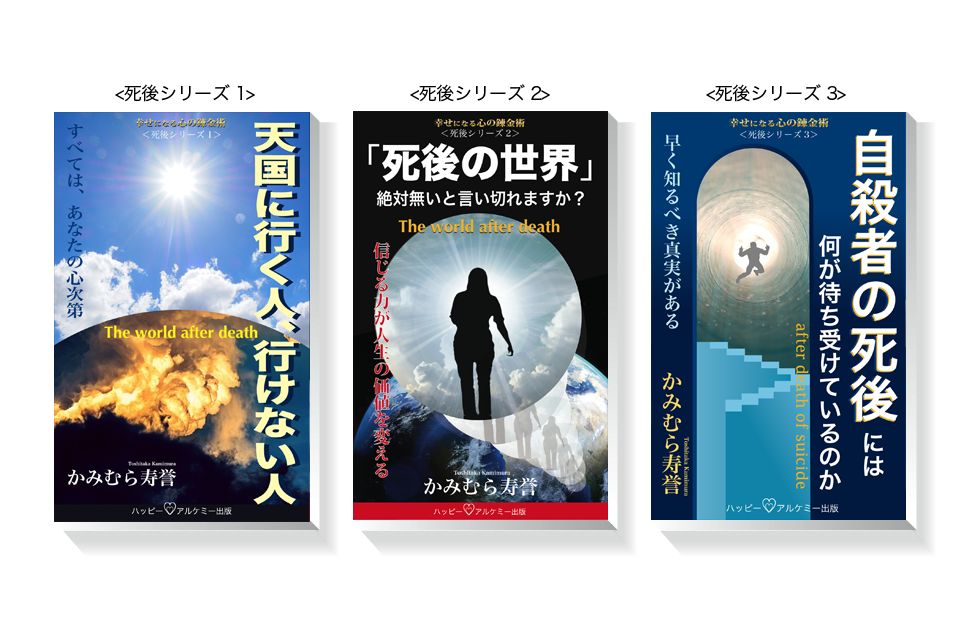 <死後シリーズ 1>
幸せになる心の錬金術
＜死後シリーズ１＞
天国に行く人、行けない人
すべては、あなたの心次第
The world after death
Toshitaka Kamimura
かみむら寿誉
ハッピー♡アルケミー出版
<死後シリーズ 2>
幸せになる心の錬金術
＜死後シリーズ２＞
「死後の世界」
絶対無いと言い切れますか？
The world after death
信じる力が人生の価値を変える
Toshitaka Kamimura
かみむら寿誉
ハッピー♡アルケミー出版
<死後シリーズ 3>
幸せになる心の錬金術
＜死後シリーズ３＞
自殺者の死後には
何が待ち受けているのか
早く知るべき真実がある
after death of suicide
かみむら寿誉
Toshitaka Kamimura
ハッピー♡アルケミー出版